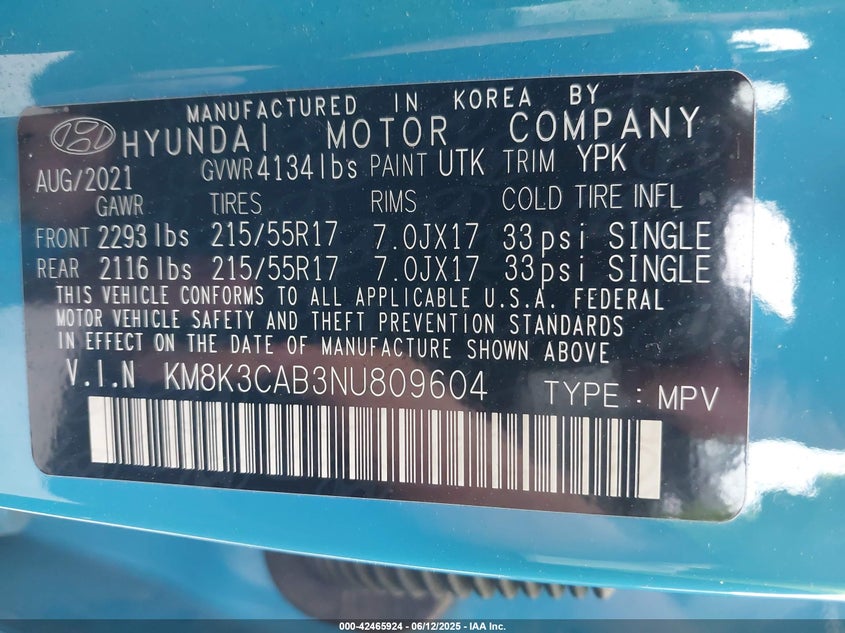 MANUFACTURED IN KOREA BY
HYUNDAI MOTOR COMPANY
AUG/2021 GVWR 4134lbs PAINT UTK TRIM YPK
GAWR TIRES RIMS COLD TIRE INFL
FRONT 2293 lbs 215/55R17 7.0JX17 33psi SINGLE
REAR 2116 lbs 215/55R17 7.0JX17 33psi SINGLE
THIS VEHICLE CONFORMS TO ALL APPLICABLE U.S.A. FEDERAL
MOTOR VEHICLE SAFETY AND THEFT PREVENTION STANDARDS
IN EFFECT ON THE DATE OF MANUFACTURE SHOWN ABOVE
V.I.N KM8K3CAB3NU809604 TYPE : MPV
000-42465924 - 06/12/2025 - IAA Inc.